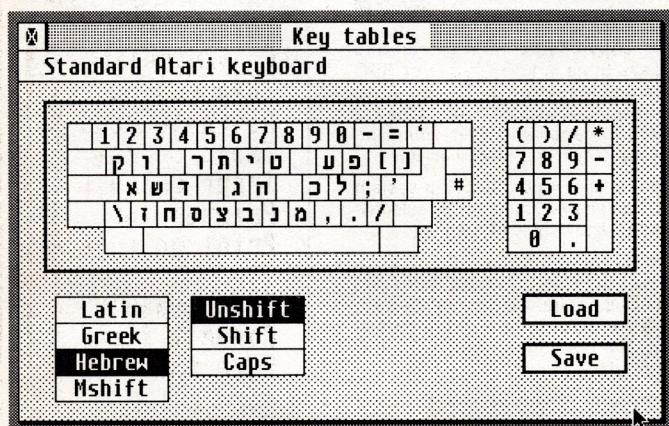 Key tables
Standard Atari keyboard
1 2 3 4 5 6 7 8 9 0 - = ‘ ( ) / *
ק ו ר ת י ט ע פ [ ] 7 8 9 -
א ש ד ג ה כ ל ; ’ # 4 5 6 +
\ ז ח ס צ ב נ מ , . / 1 2 3
0 .
Latin Unshift Load
Greek Shift
Hebrew Caps Save
Mshift